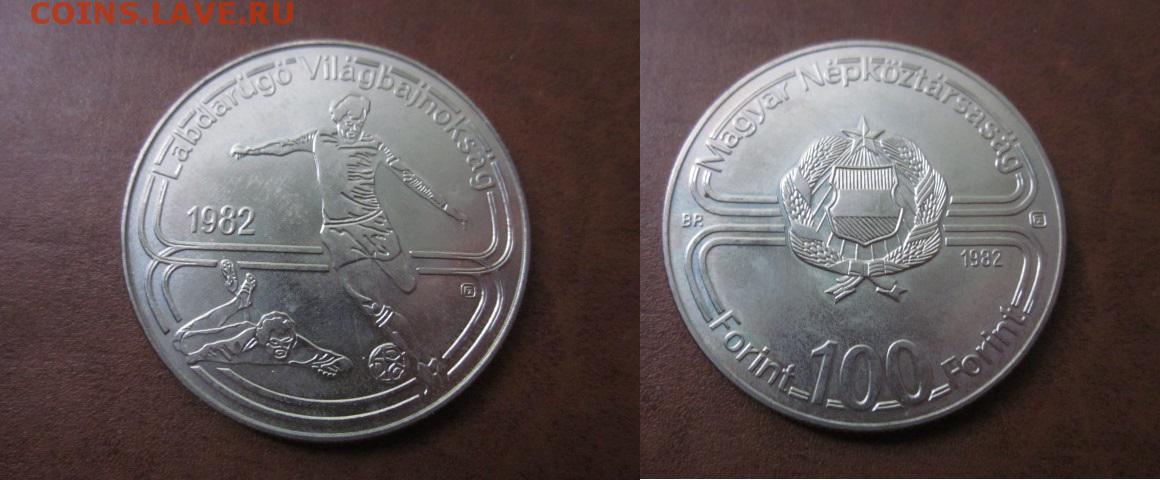 COINS.LAVE.RU
Labdarúgó Világbajnokság
1982
Magyar Népköztársaság
BP.
1982
Forint 100 Forint